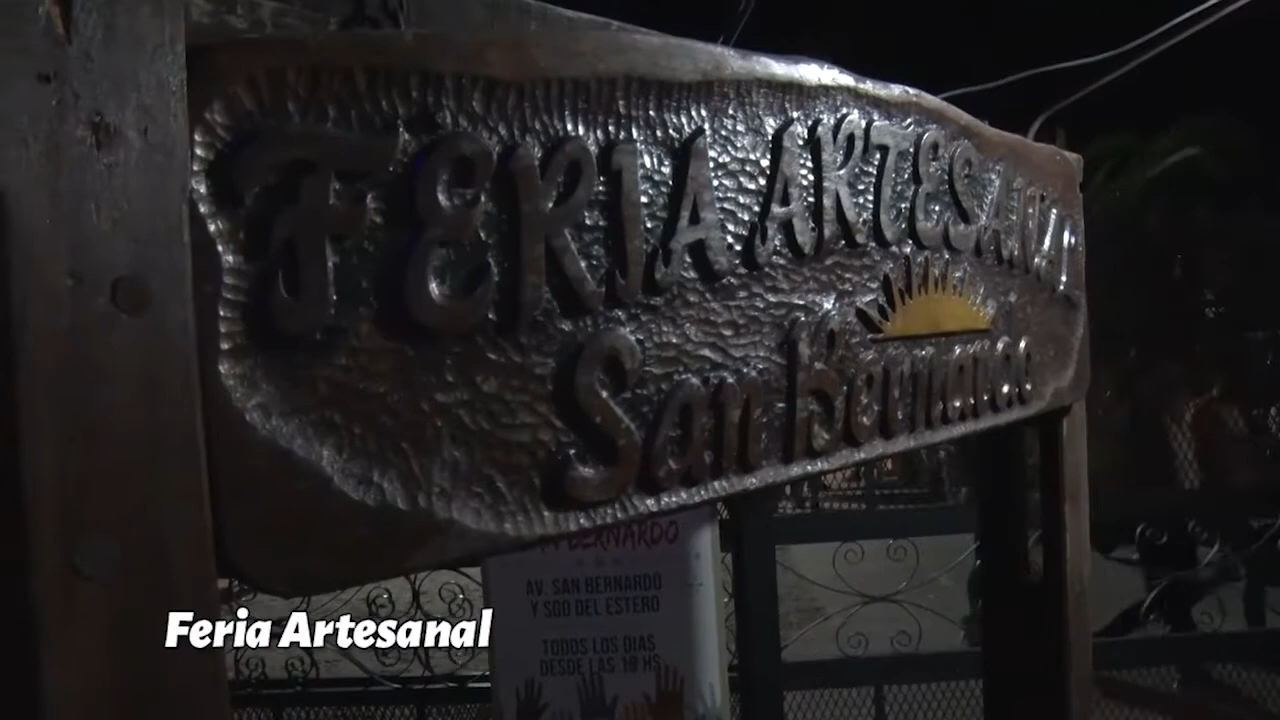 FERIA ARTESANAL
San Bernardo
SAN BERNARDO
AV. SAN BERNARDO
Y SGO DEL ESTERO
TODOS LOS DIAS
DESDE LAS HS
Feria Artesanal